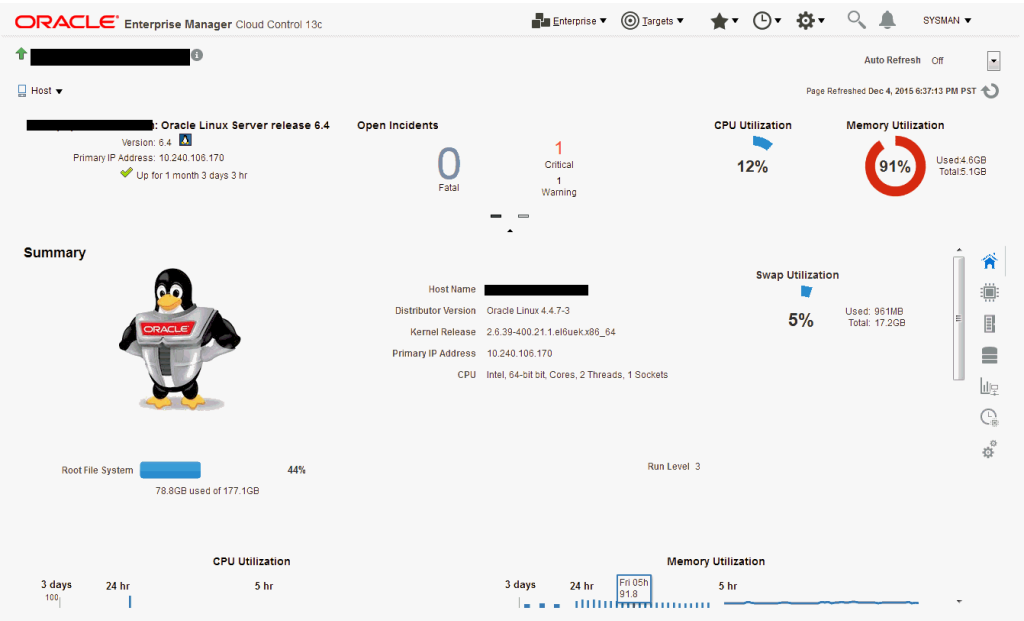 ORACLE Enterprise Manager Cloud Control 13c Enterprise Targets SYSMAN
Auto Refresh Off
Host
Page Refreshed Dec 4, 2015 6:37:13 PM PST
: Oracle Linux Server release 6.4
Version: 6.4
Primary IP Address: 10.240.106.170
Up for 1 month 3 days 3 hr
Open Incidents
0
Fatal
1
Critical
1
Warning
CPU Utilization
12%
Memory Utilization
91%
Used:4.6GB
Total:5.1GB
Summary
ORACLE
Host Name
Distributor Version Oracle Linux 4.4.7-3
Kernel Release 2.6.39-400.21.1.el6uek.x86_64
Primary IP Address 10.240.106.170
CPU Intel, 64-bit bit, Cores, 2 Threads, 1 Sockets
Swap Utilization
5%
Used: 961MB
Total: 17.2GB
Root File System 44%
78.8GB used of 177.1GB
Run Level 3
CPU Utilization
3 days 24 hr 5 hr
100
Memory Utilization
3 days 24 hr 5 hr
Fri 05h
91.8